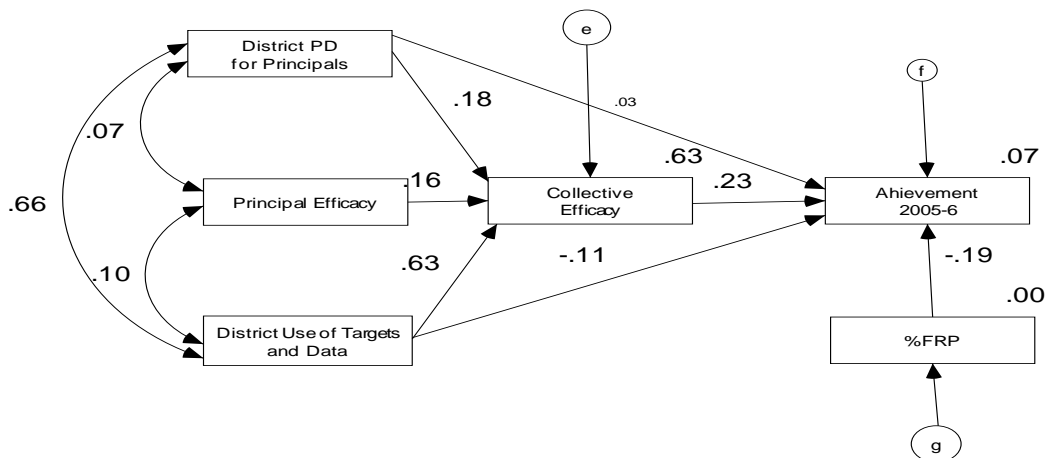 e
District PD
for Principals
f
.03
.18
.07
.63
.07
.16
.23
Principal Efficacy
Collective
Efficacy
Ahievement
2005-6
.66
.63
-.11
-.19
.10
.00
District Use of Targets
and Data
%FRP
g